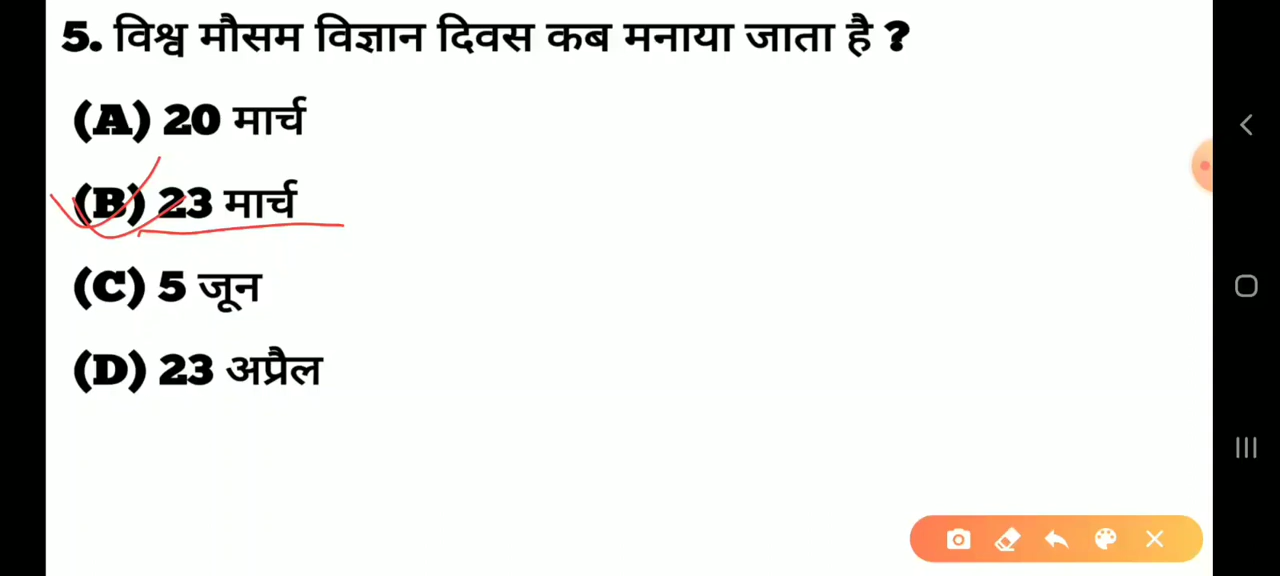 5. विश्व मौसम विज्ञान दिवस कब मनाया जाता है ?
(A) 20 मार्च
(B) 23 मार्च
(C) 5 जून
(D) 23 अप्रैल